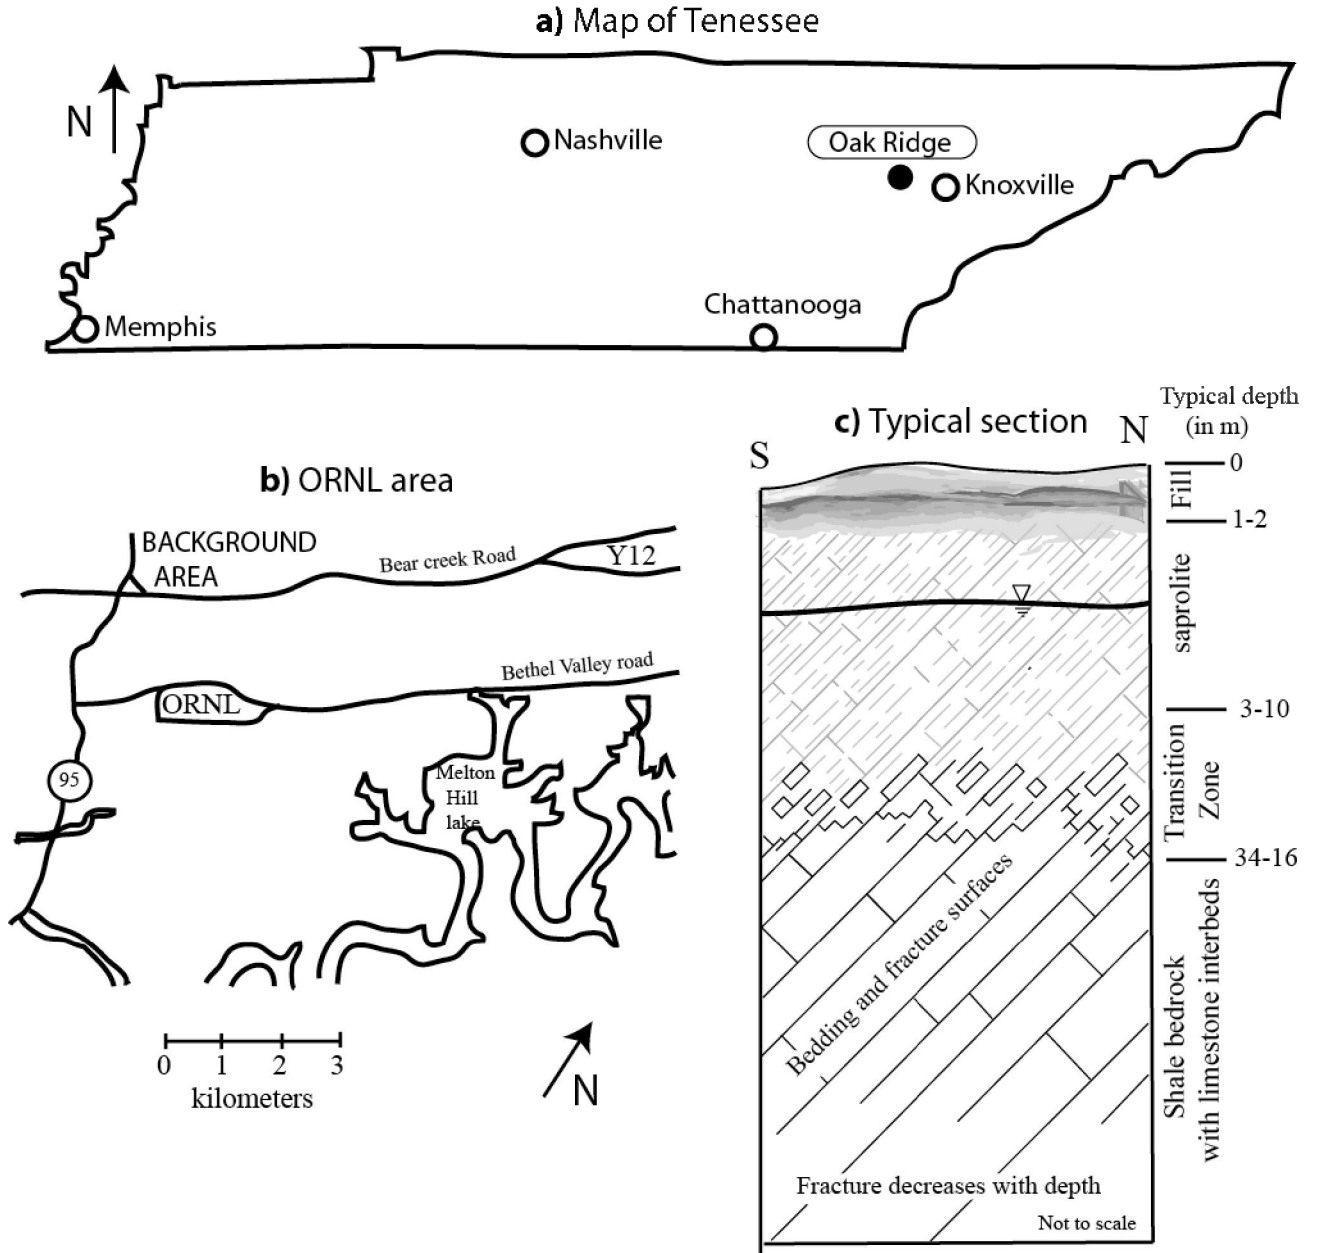 a) Map of Tenessee
N
Nashville
Oak Ridge
Knoxville
Memphis
Chattanooga
b) ORNL area
BACKGROUND
AREA
Bear creek Road
Y12
Bethel Valley road
ORNL
95
Melton
Hill
lake
0 1 2 3
kilometers
N
c) Typical section
S
N
Typical depth
(in m)
0
Fill
1-2
saprolite
3-10
Transition
Zone
34-16
Shale bedrock
with limestone interbeds
Bedding and fracture surfaces
Fracture decreases with depth
Not to scale